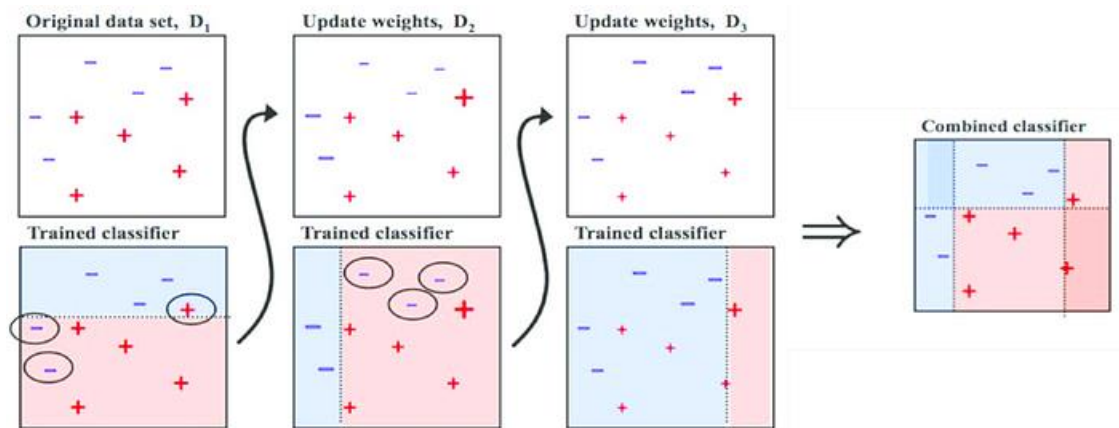 Original data set, D1
Update weights, D2
Update weights, D3
Combined classifier
Trained classifier
Trained classifier
Trained classifier